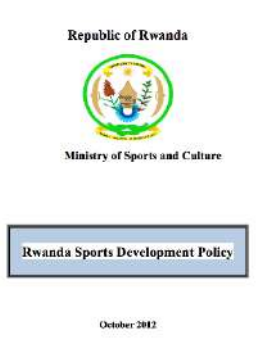 Republic of Rwanda
Ministry of Sports and Culture
Rwanda Sports Development Policy
October 2012